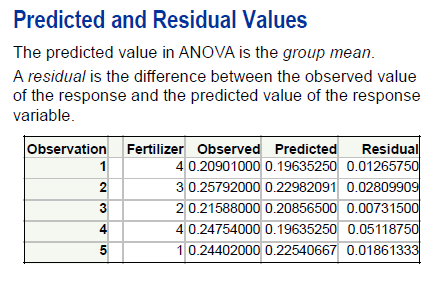 Predicted and Residual Values
The predicted value in ANOVA is the group mean.
A residual is the difference between the observed value
of the response and the predicted value of the response
variable.
Observation Fertilizer Observed Predicted Residual
1 4 0.20901000 0.19635250 0.01265750
2 3 0.25792000 0.22982091 0.02809909
3 2 0.21588000 0.20856500 0.00731500
4 4 0.24754000 0.19635250 0.05118750
5 1 0.24402000 0.22540667 0.01861333